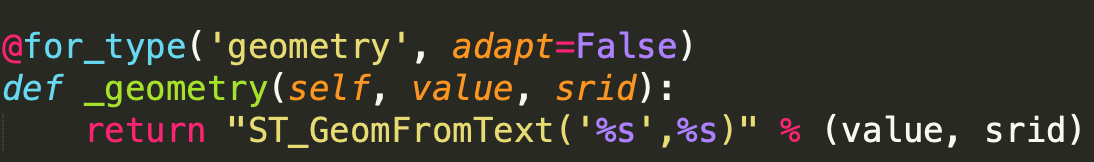 @for_type('geometry', adapt=False)
def _geometry(self, value, srid):
    return "ST_GeomFromText('%s',%s)" % (value, srid)